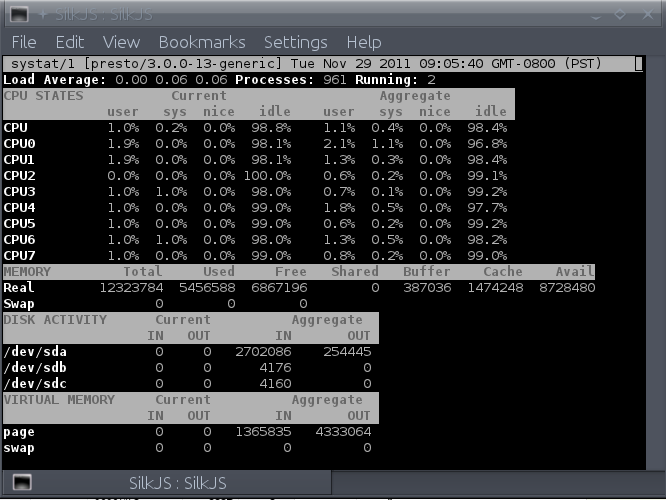 SilkJS : SilkJS
File Edit View Bookmarks Settings Help
systat/1 [presto/3.0.0-13-generic] Tue Nov 29 2011 09:05:40 GMT-0800 (PST)
Load Average: 0.00 0.06 0.06 Processes: 961 Running: 2
CPU STATES Current Aggregate
user sys nice idle user sys nice idle
CPU 1.0% 0.2% 0.0% 98.8% 1.1% 0.4% 0.0% 98.4%
CPU0 1.9% 0.0% 0.0% 98.1% 2.1% 1.1% 0.0% 96.8%
CPU1 1.9% 0.0% 0.0% 98.1% 1.3% 0.3% 0.0% 98.4%
CPU2 0.0% 0.0% 0.0% 100.0% 0.6% 0.2% 0.0% 99.1%
CPU3 1.0% 1.0% 0.0% 98.0% 0.7% 0.1% 0.0% 99.2%
CPU4 1.0% 0.0% 0.0% 99.0% 1.8% 0.5% 0.0% 97.7%
CPU5 1.0% 0.0% 0.0% 99.0% 0.6% 0.2% 0.0% 99.2%
CPU6 1.0% 1.0% 0.0% 98.0% 1.3% 0.5% 0.0% 98.2%
CPU7 1.0% 0.0% 0.0% 99.0% 0.8% 0.2% 0.0% 99.0%
MEMORY Total Used Free Shared Buffer Cache Avail
Real 12323784 5456588 6867196 0 387036 1474248 8728480
Swap 0 0 0
DISK ACTIVITY Current Aggregate
IN OUT IN OUT
/dev/sda 0 0 2702086 254445
/dev/sdb 0 0 4176 0
/dev/sdc 0 0 4160 0
VIRTUAL MEMORY Current Aggregate
IN OUT IN OUT
page 0 0 1365835 4333064
swap 0 0 0 0
SilkJS : SilkJS